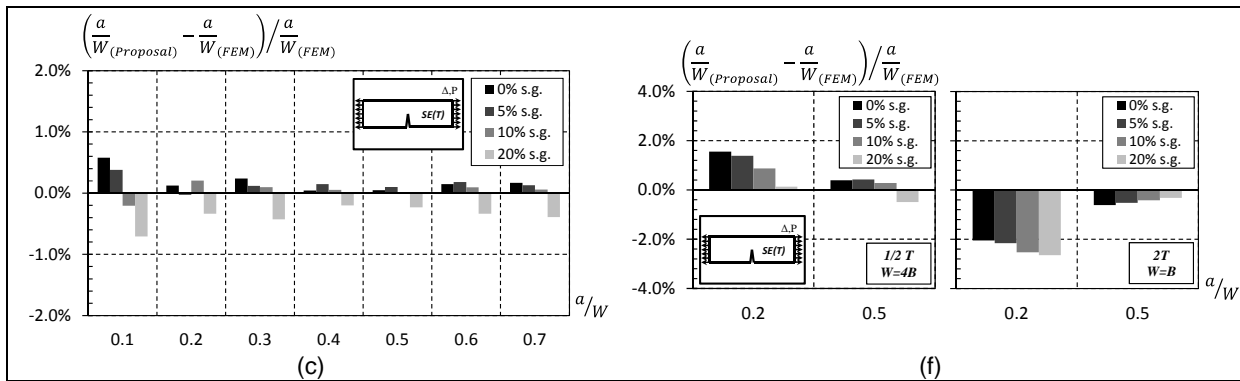 (a/W(Proposal) − a/W(FEM))/a/W(FEM)
2.0%
1.0%
0.0%
-1.0%
-2.0%
Δ,P
SE(T)
0% s.g.
5% s.g.
10% s.g.
20% s.g.
0.1 0.2 0.3 0.4 0.5 0.6 0.7
a/W
(c)
(a/W(Proposal) − a/W(FEM))/a/W(FEM)
4.0%
2.0%
0.0%
-2.0%
-4.0%
0% s.g.
5% s.g.
10% s.g.
20% s.g.
Δ,P
SE(T)
1/2 T
W=4B
0.2 0.5
0% s.g.
5% s.g.
10% s.g.
20% s.g.
2T
W=B
0.2 0.5
a/W
(f)